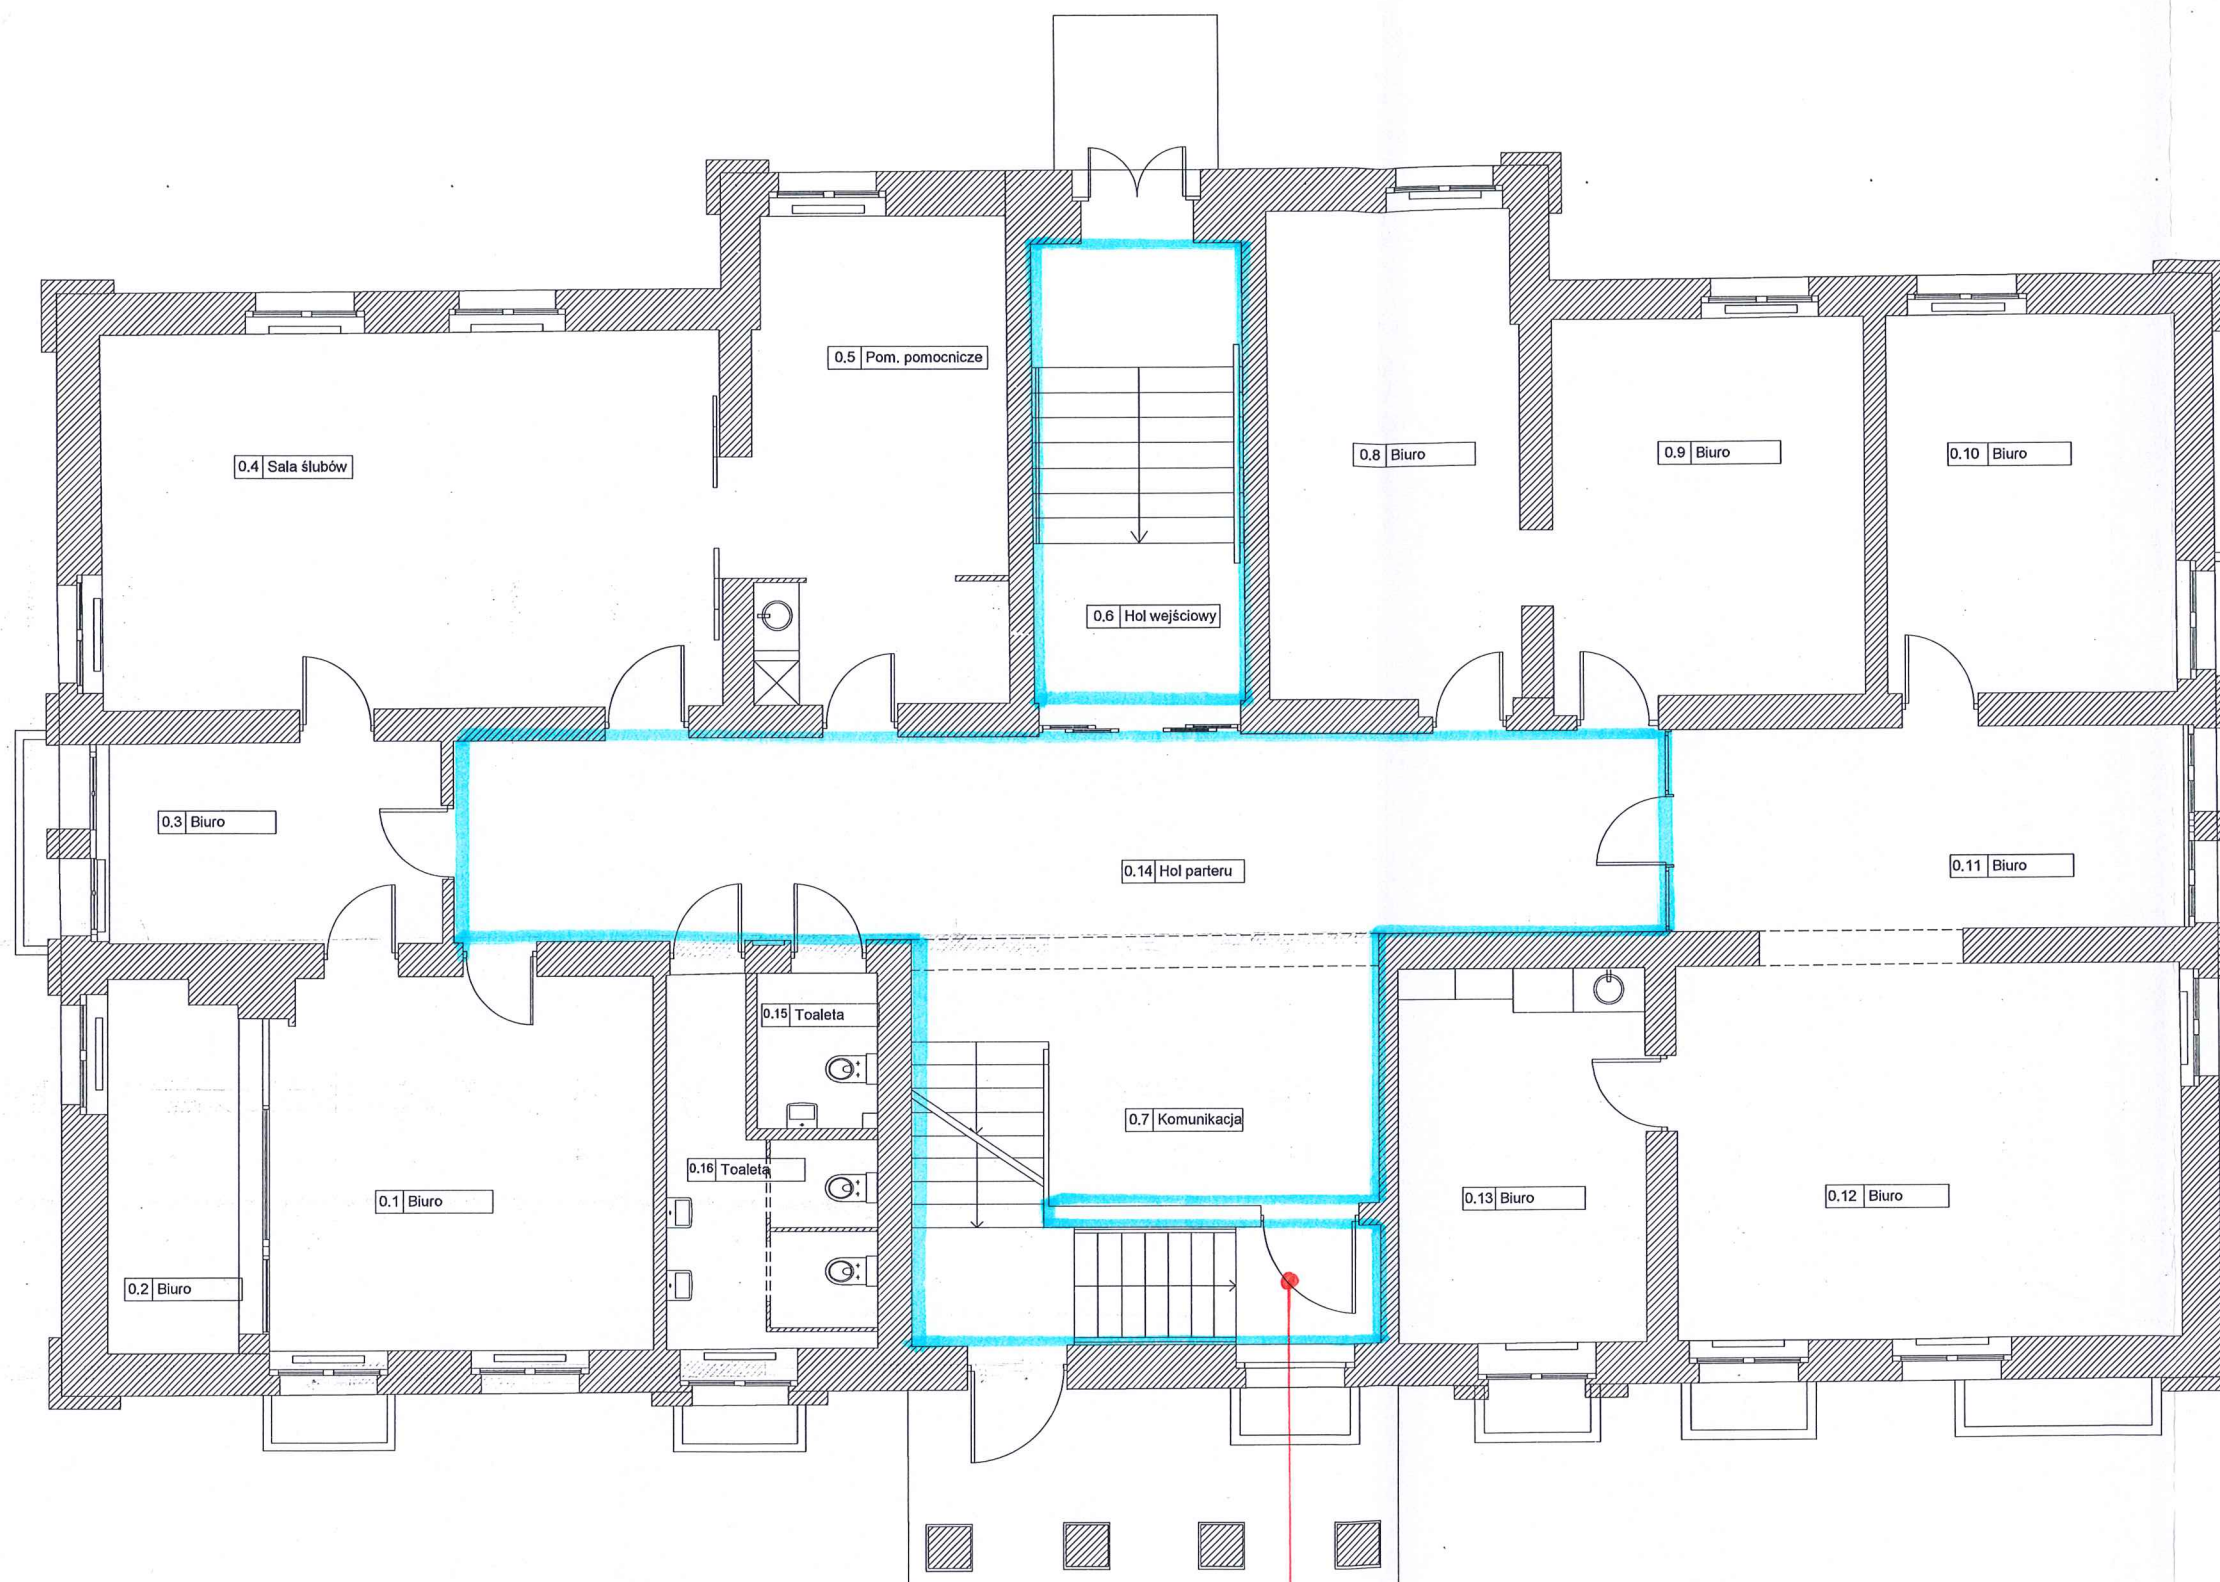 0.5 Pom. pomocnicze
0.4 Sala ślubów
0.8 Biuro
0.9 Biuro
0.10 Biuro
0.6 Hol wejściowy
0.3 Biuro
0.14 Hol parteru
0.11 Biuro
0.15 Toaleta
0.7 Komunikacja
0.16 Toaleta
0.1 Biuro
0.13 Biuro
0.12 Biuro
0.2 Biuro